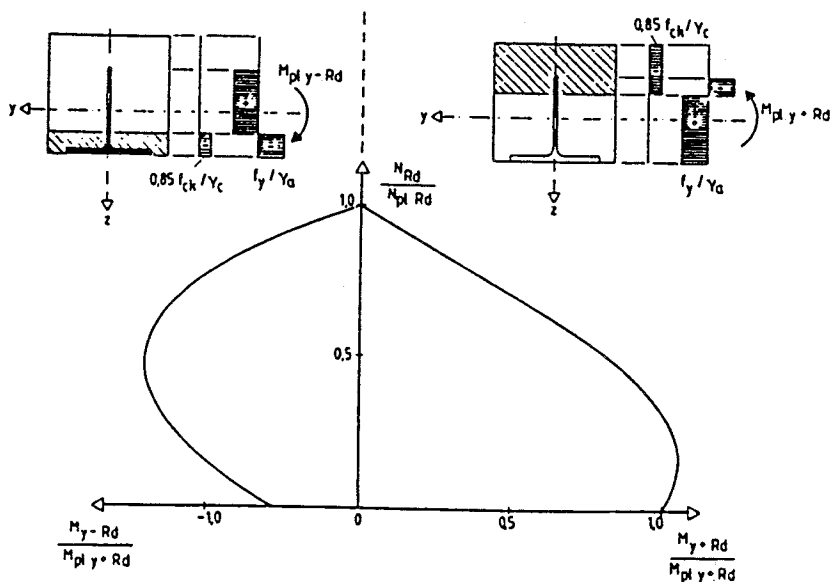 0,85 f_ck/γ_c
M_pl y-Rd
y
+
0,85 f_ck/γ_c
f_y/γ_a
z
M_pl y+Rd
y
+
f_y/γ_a
z
N_Rd
N_pl Rd
1,0
0,5
-1,0
0
0,5
1,0
M_y-Rd
M_pl y+Rd
M_y+Rd
M_pl y+Rd